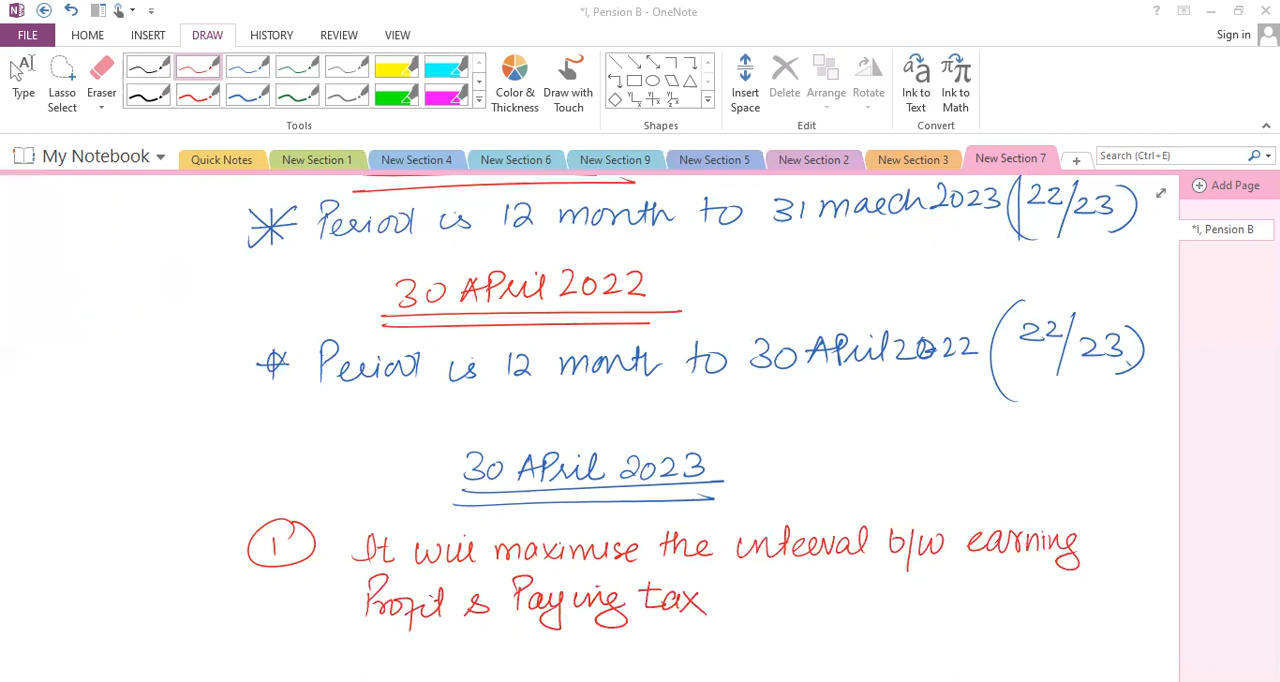 *I, Pension B - OneNote
?
FILE HOME INSERT DRAW HISTORY REVIEW VIEW
Sign in
Type
Lasso Select
Eraser
Color & Thickness
Draw with Touch
Insert Space
Delete
Arrange
Rotate
Ink to Text
Ink to Math
Tools
Shapes
Edit
Convert
My Notebook
Quick Notes
New Section 1
New Section 4
New Section 6
New Section 9
New Section 5
New Section 2
New Section 3
New Section 7
Search (Ctrl+E)
Add Page
*I, Pension B
Period is 12 month to 31 maech 2023 (22/23)
30 April 2022
Period is 12 month to 30 April 2022 (22/23)
30 April 2023
1 It will maximise the inteeval b/w earning
Profit & Paying tax